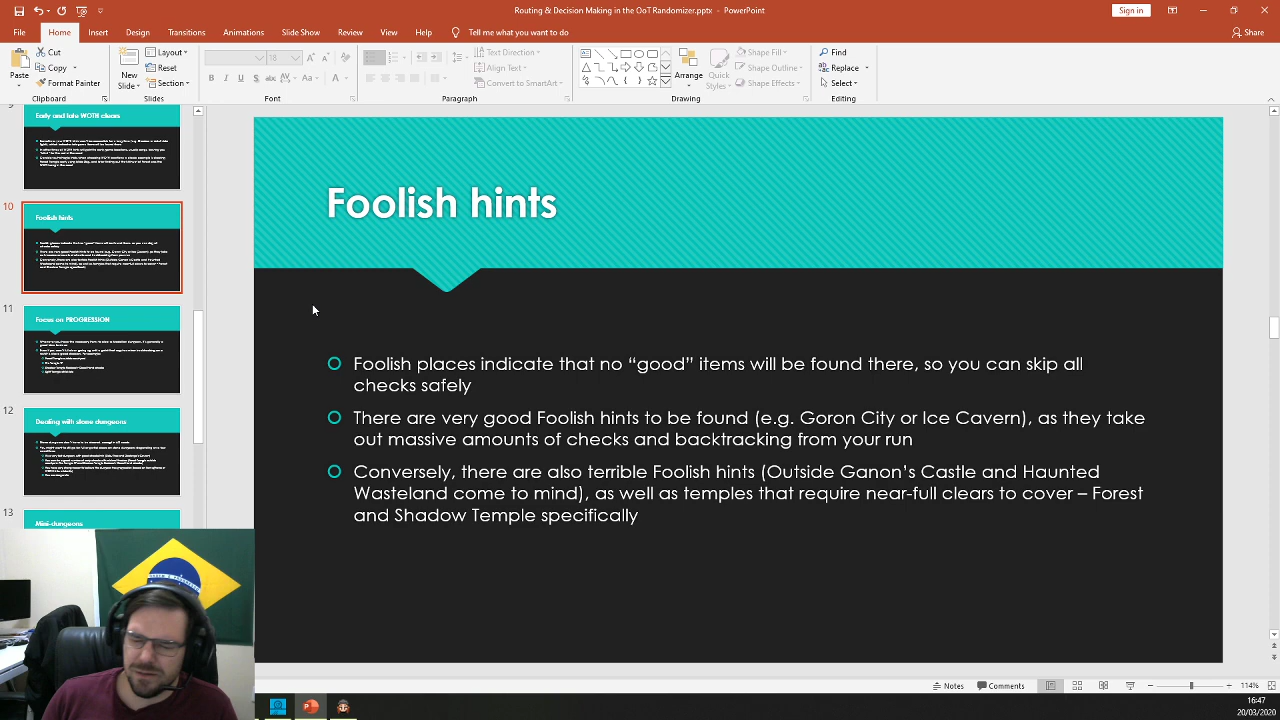 Routing & Decision Making in the OoT Randomizer.pptx - PowerPoint
Sign in
File Home Insert Design Transitions Animations Slide Show Review View Help Tell me what you want to do
Share
Paste
Cut
Copy
Format Painter
Clipboard
New Slide
Layout
Reset
Section
Slides
18
Font
Text Direction
Align Text
Convert to SmartArt
Paragraph
Arrange
Quick Styles
Shape Fill
Shape Outline
Shape Effects
Drawing
Find
Replace
Select
Editing
9
Early and late WOTH clears
10
Foolish hints
11
Focus on PROGRESSION
12
Dealing with stone dungeons
13
Mini-dungeons
Foolish hints
Foolish places indicate that no “good” items will be found there, so you can skip all
checks safely
There are very good Foolish hints to be found (e.g. Goron City or Ice Cavern), as they take
out massive amounts of checks and backtracking from your run
Conversely, there are also terrible Foolish hints (Outside Ganon’s Castle and Haunted
Wasteland come to mind), as well as temples that require near-full clears to cover – Forest
and Shadow Temple specifically
Notes Comments 114%
16:47
20/03/2020